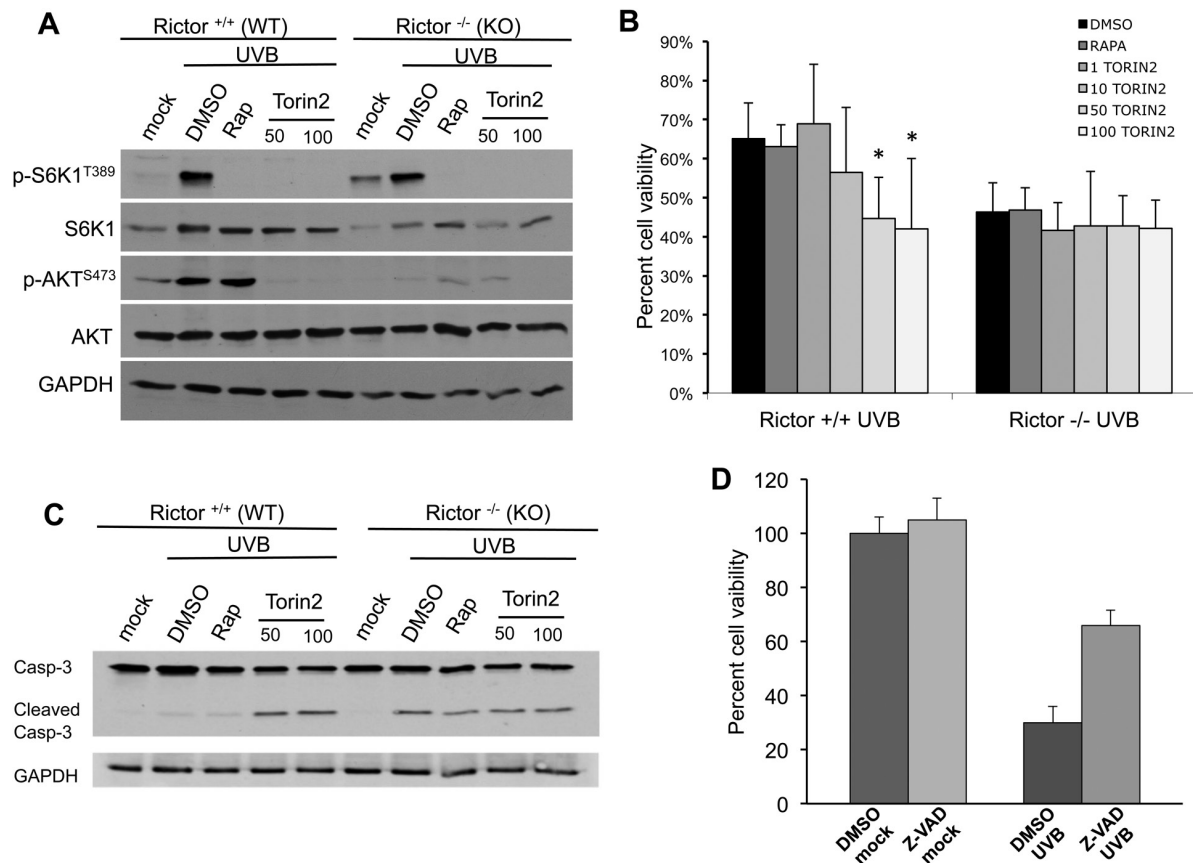 A
Rictor +/+ (WT) Rictor -/- (KO)
UVB UVB
mock DMSO Rap Torin2 mock DMSO Rap Torin2
50 100 50 100
p-S6K1T389
S6K1
p-AKTS473
AKT
GAPDH
B
DMSO
RAPA
1 TORIN2
10 TORIN2
50 TORIN2
100 TORIN2
Percent cell vaibility
90%
80%
70%
60%
50%
40%
30%
20%
10%
0%
* *
Rictor +/+ UVB Rictor -/- UVB
C
Rictor +/+ (WT) Rictor -/- (KO)
UVB UVB
mock DMSO Rap Torin2 mock DMSO Rap Torin2
50 100 50 100
Casp-3
Cleaved
Casp-3
GAPDH
D
Percent cell vaibility
120
100
80
60
40
20
0
DMSO mock
Z-VAD mock
DMSO UVB
Z-VAD UVB